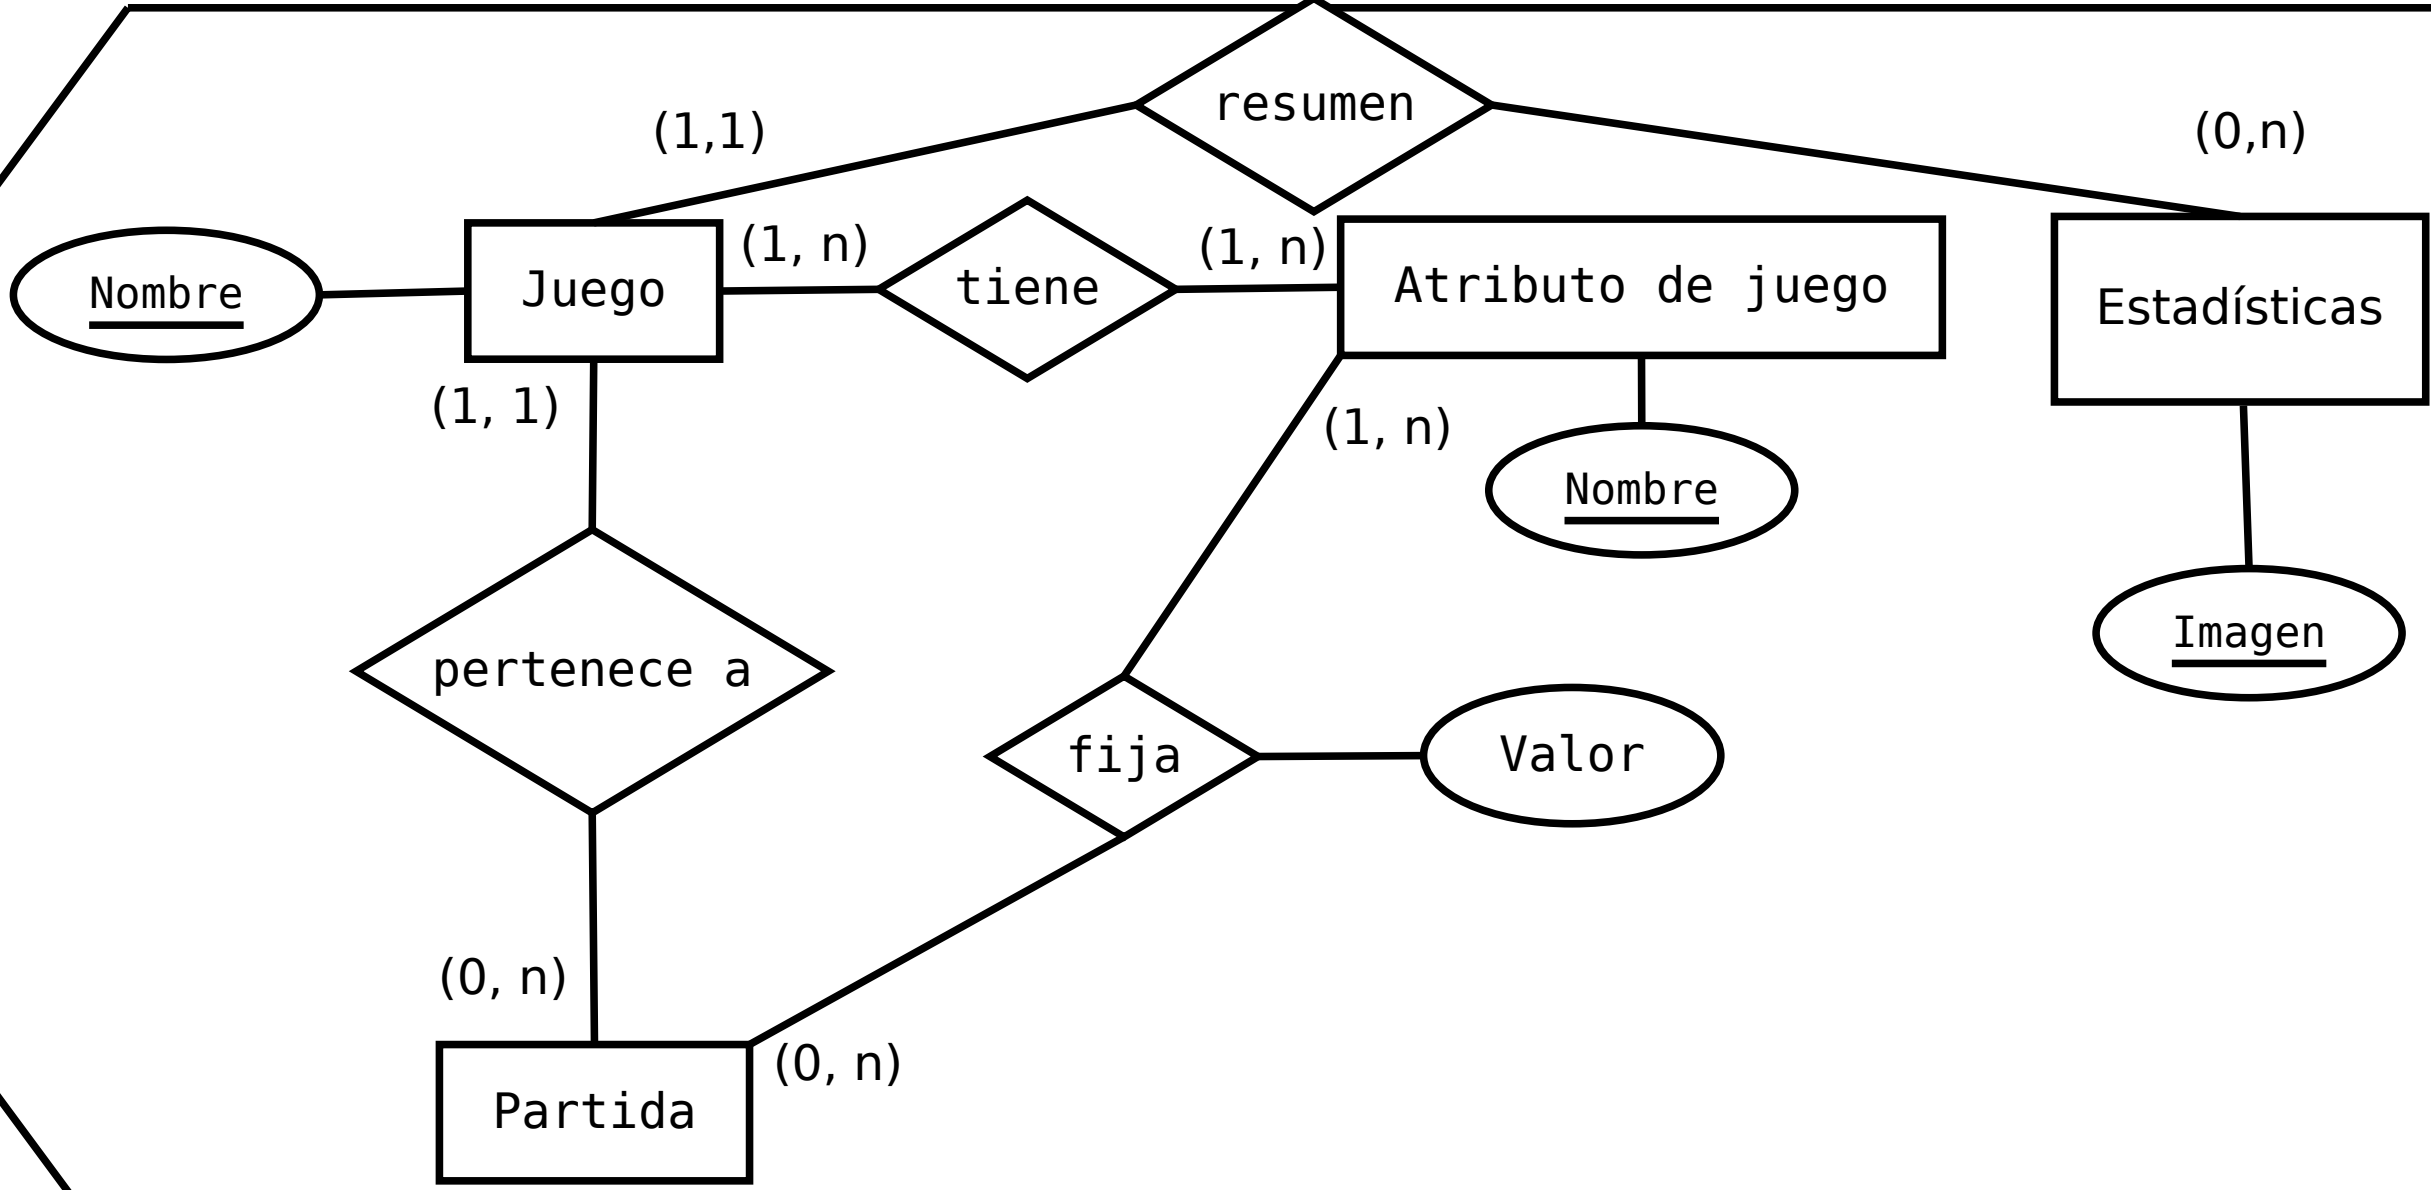 resumen
(1,1)
(0,n)
Nombre
Juego
(1, n)
tiene
(1, n)
Atributo de juego
Estadísticas
(1, 1)
(1, n)
Nombre
Imagen
pertenece a
fija
Valor
(0, n)
(0, n)
Partida